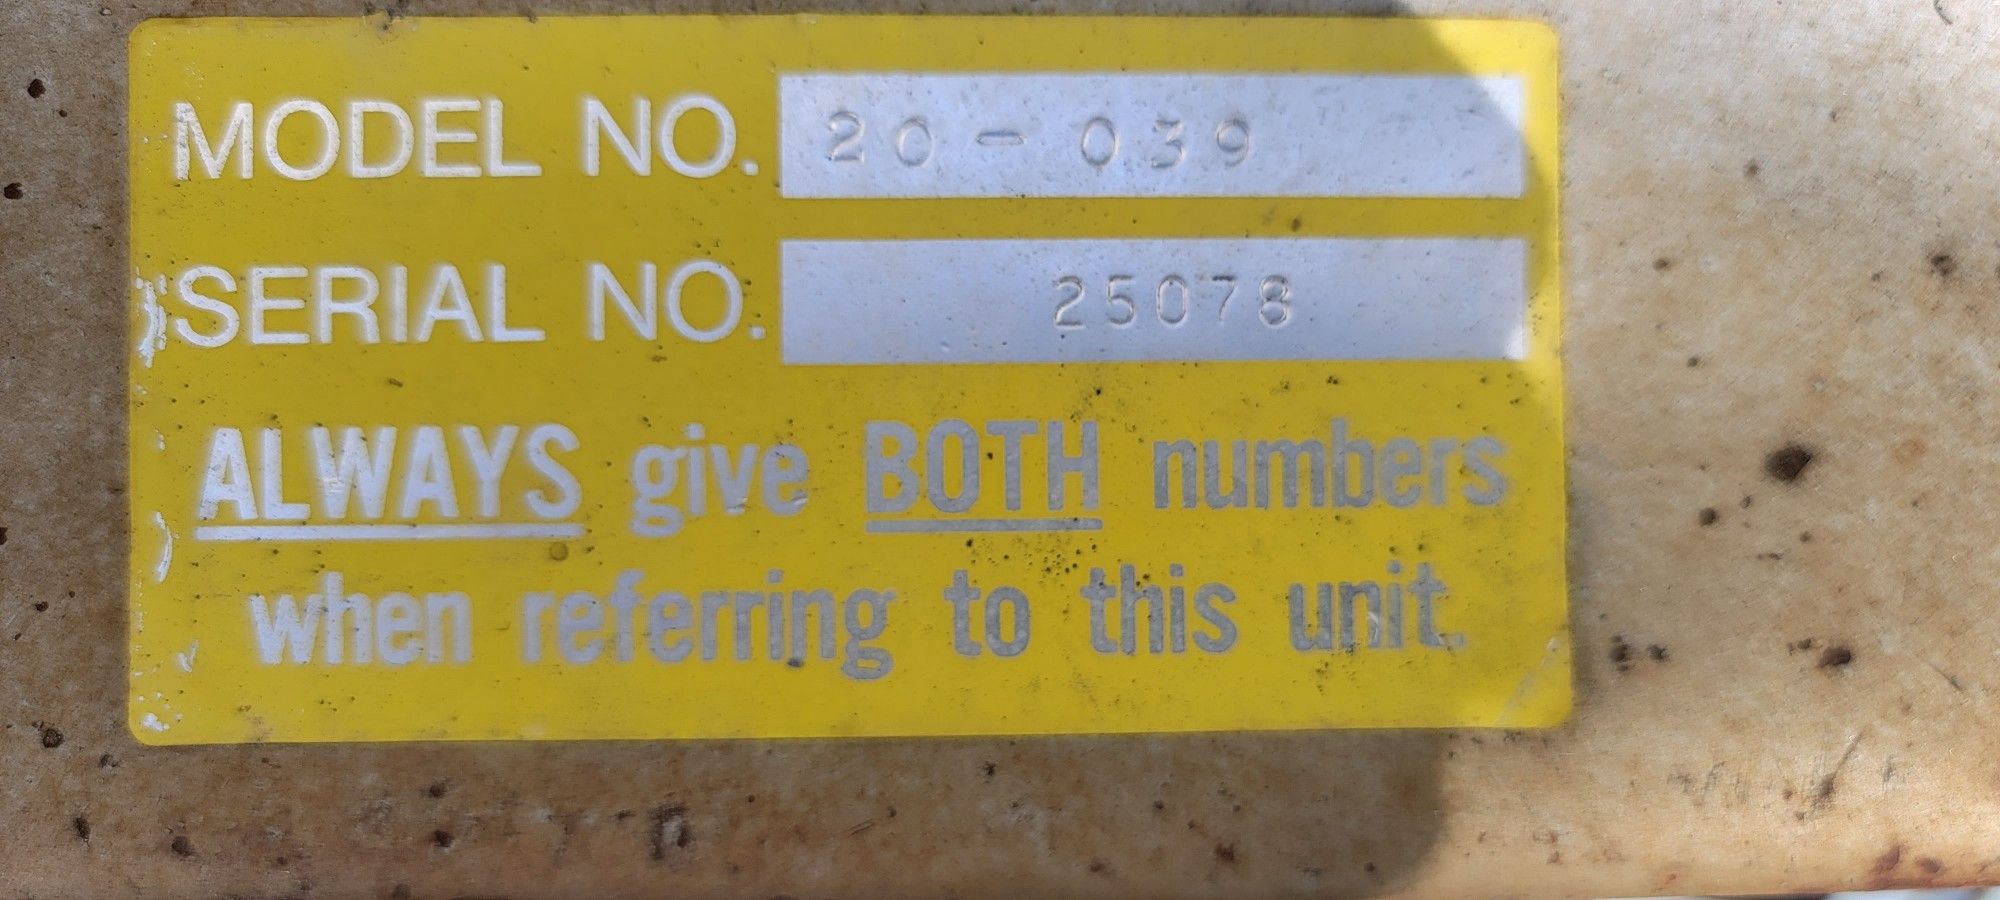 MODEL NO. 20-039
SERIAL NO. 25078
ALWAYS give BOTH numbers
when referring to this unit.